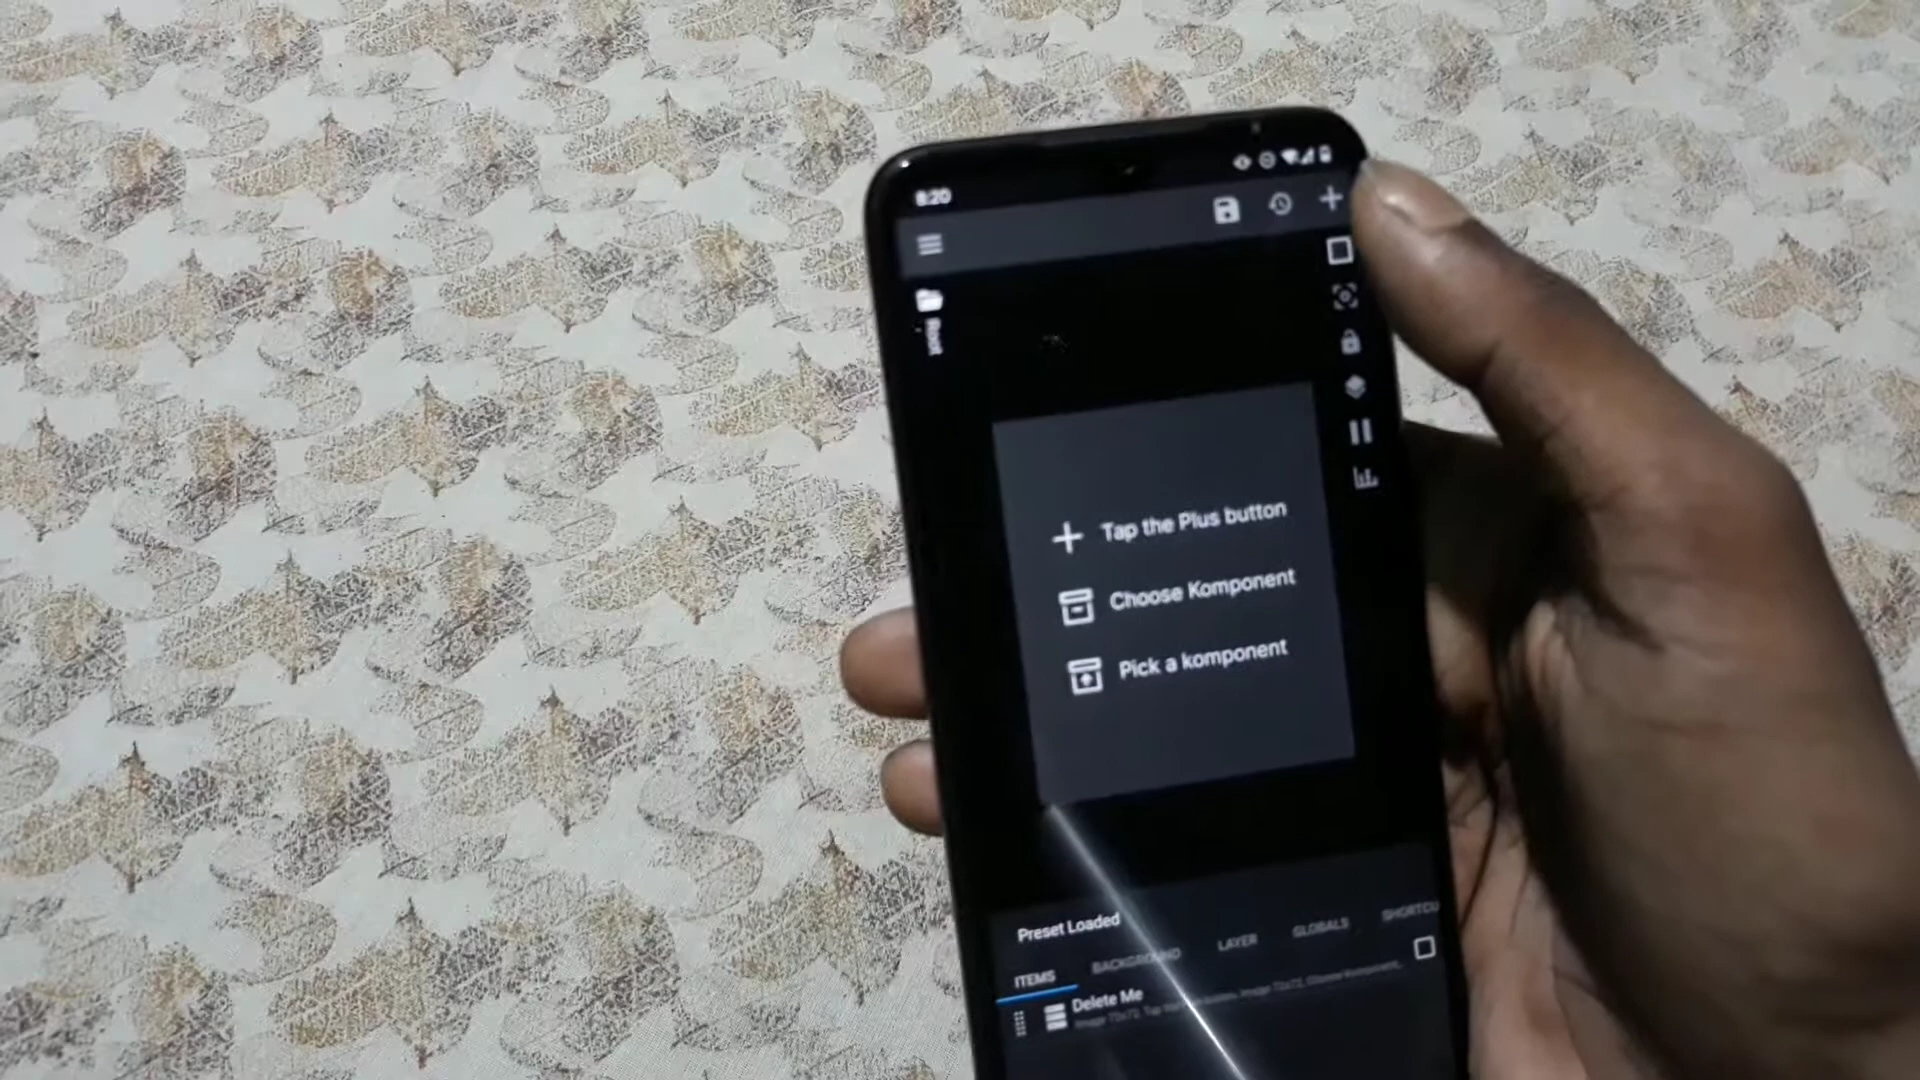 8:20
Root
Tap the Plus button
Choose Komponent
Pick a komponent
Preset Loaded
ITEMS BACKGROUND LAYER GLOBALS SHORTCU
Delete Me